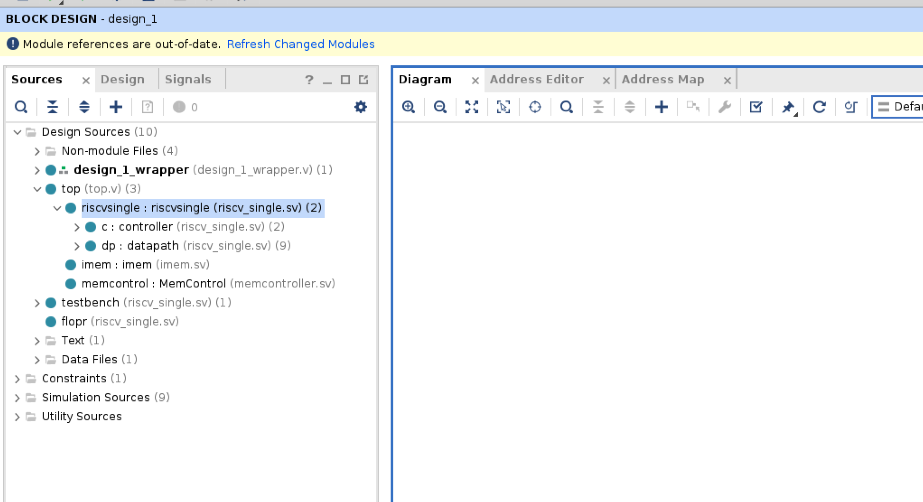 BLOCK DESIGN - design_1
Module references are out-of-date. Refresh Changed Modules
Sources × Design Signals ?
0
Design Sources (10)
Non-module Files (4)
design_1_wrapper (design_1_wrapper.v) (1)
top (top.v) (3)
riscvsingle : riscvsingle (riscv_single.sv) (2)
c : controller (riscv_single.sv) (2)
dp : datapath (riscv_single.sv) (9)
imem : imem (imem.sv)
memcontrol : MemControl (memcontroller.sv)
testbench (riscv_single.sv) (1)
flopr (riscv_single.sv)
Text (1)
Data Files (1)
Constraints (1)
Simulation Sources (9)
Utility Sources
Diagram × Address Editor × Address Map ×
Defau